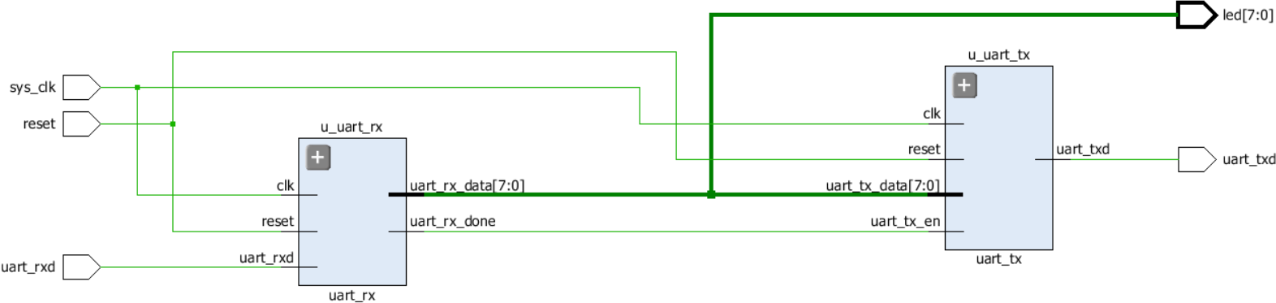 led[7:0]
u_uart_tx
sys_clk
clk
reset
u_uart_rx
reset
uart_txd
uart_txd
clk
uart_rx_data[7:0]
uart_tx_data[7:0]
reset
uart_rx_done
uart_tx_en
uart_rxd
uart_rxd
uart_tx
uart_rx